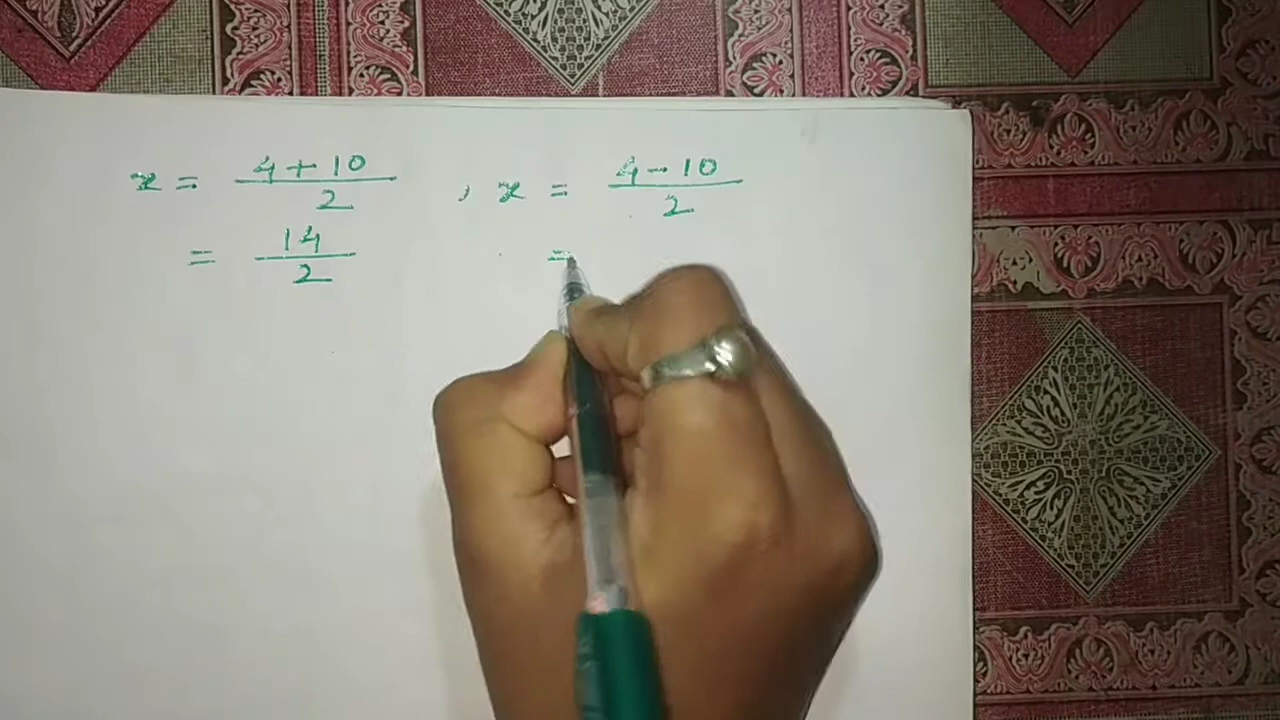 x = 4+10/2 , x = 4-10/2
= 14/2 =